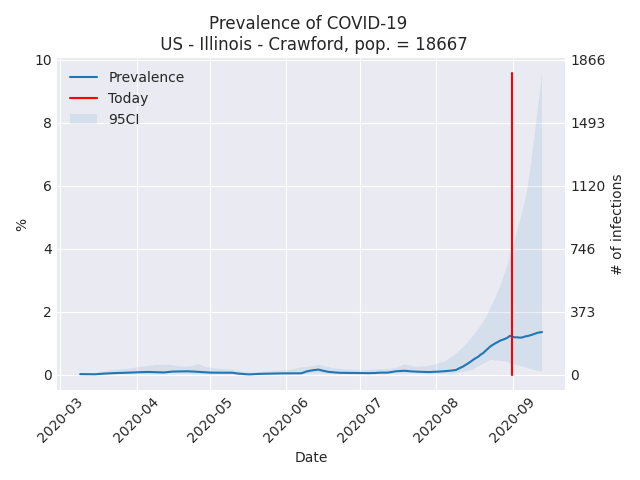 Prevalence of COVID-19
US - Illinois - Crawford, pop. = 18667
Prevalence
Today
95CI
10
8
6
4
2
0
%
1866
1493
1120
746
373
0
# of infections
2020-03
2020-04
2020-05
2020-06
2020-07
2020-08
2020-09
Date